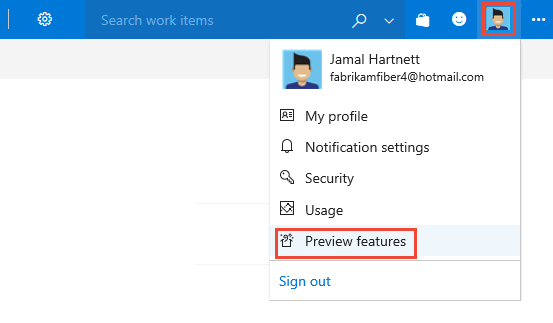 Search work items
Jamal Hartnett
fabrikamfiber4@hotmail.com
My profile
Notification settings
Security
Usage
Preview features
Sign out